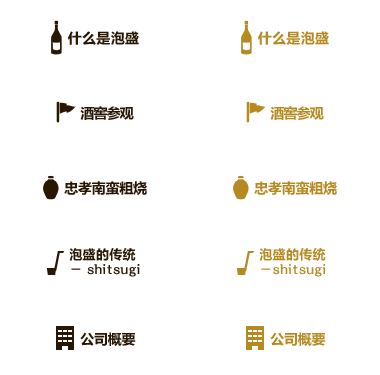 什么是泡盛 什么是泡盛
酒窖参观 酒窖参观
忠孝南蛮粗烧 忠孝南蛮粗烧
泡盛的传统 泡盛的传统
－ shitsugi －shitsugi
公司概要 公司概要